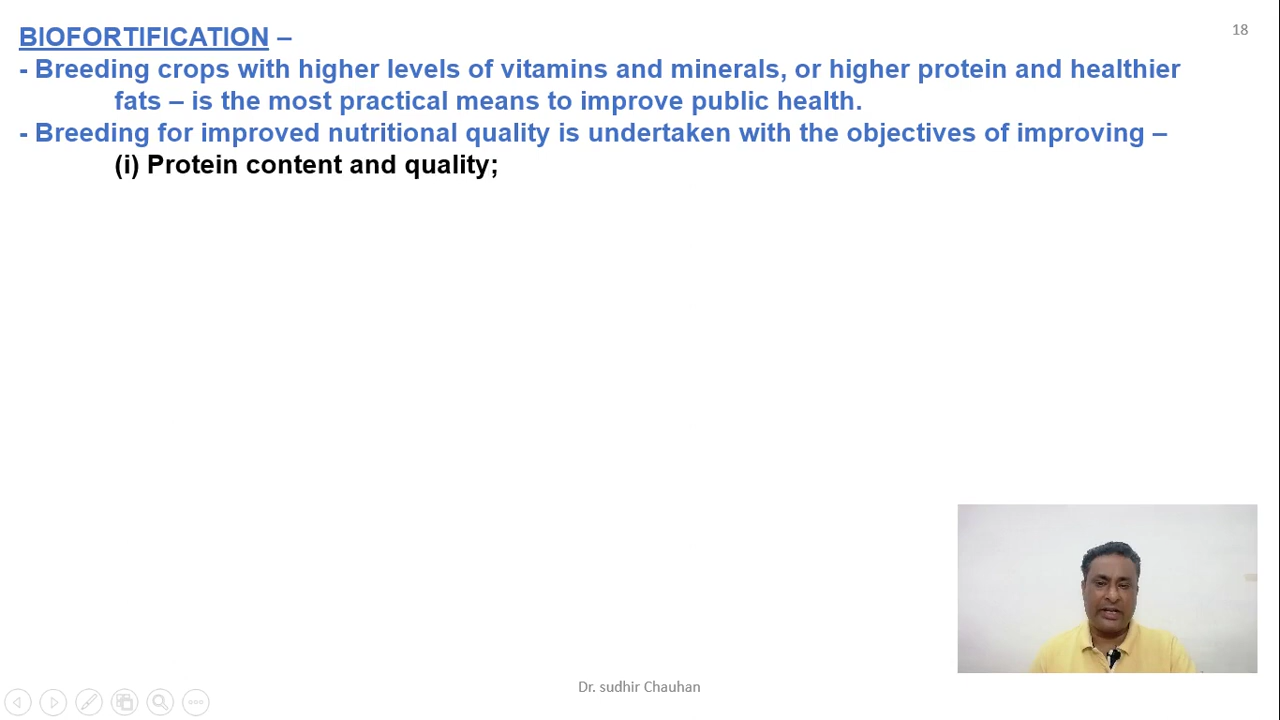 BIOFORTIFICATION –
18
- Breeding crops with higher levels of vitamins and minerals, or higher protein and healthier
fats – is the most practical means to improve public health.
- Breeding for improved nutritional quality is undertaken with the objectives of improving –
(i) Protein content and quality;
Dr. sudhir Chauhan